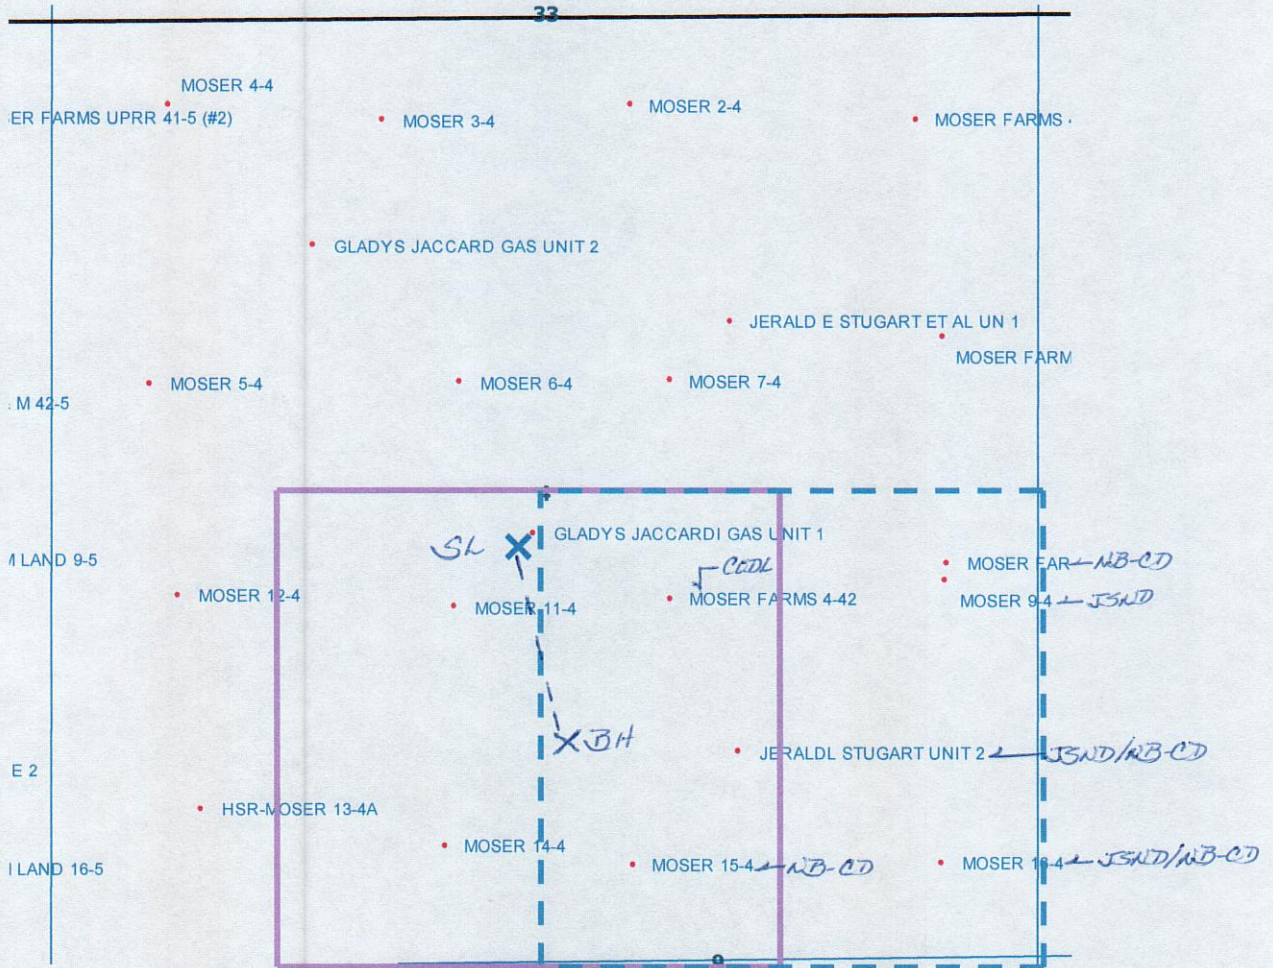 33
MOSER 4-4
ER FARMS UPRR 41-5 (#2)
MOSER 3-4
MOSER 2-4
MOSER FARMS
GLADYS JACCARD GAS UNIT 2
JERALD E STUGART ET AL UN 1
MOSER FARM
MOSER 5-4
MOSER 6-4
MOSER 7-4
M 42-5
4
GLADYS JACCARDI GAS UNIT 1
SL
LAND 9-5
CODL
MOSER FAR NB-CD
MOSER 12-4
MOSER 11-4
MOSER FARMS 4-42
MOSER 9-4 JSND
BH
JERALDL STUGART UNIT 2 JSND/NB-CD
E 2
HSR-MOSER 13-4A
MOSER 14-4
MOSER 15-4 NB-CD
MOSER 16-4 JSND/NB-CD
LAND 16-5
9